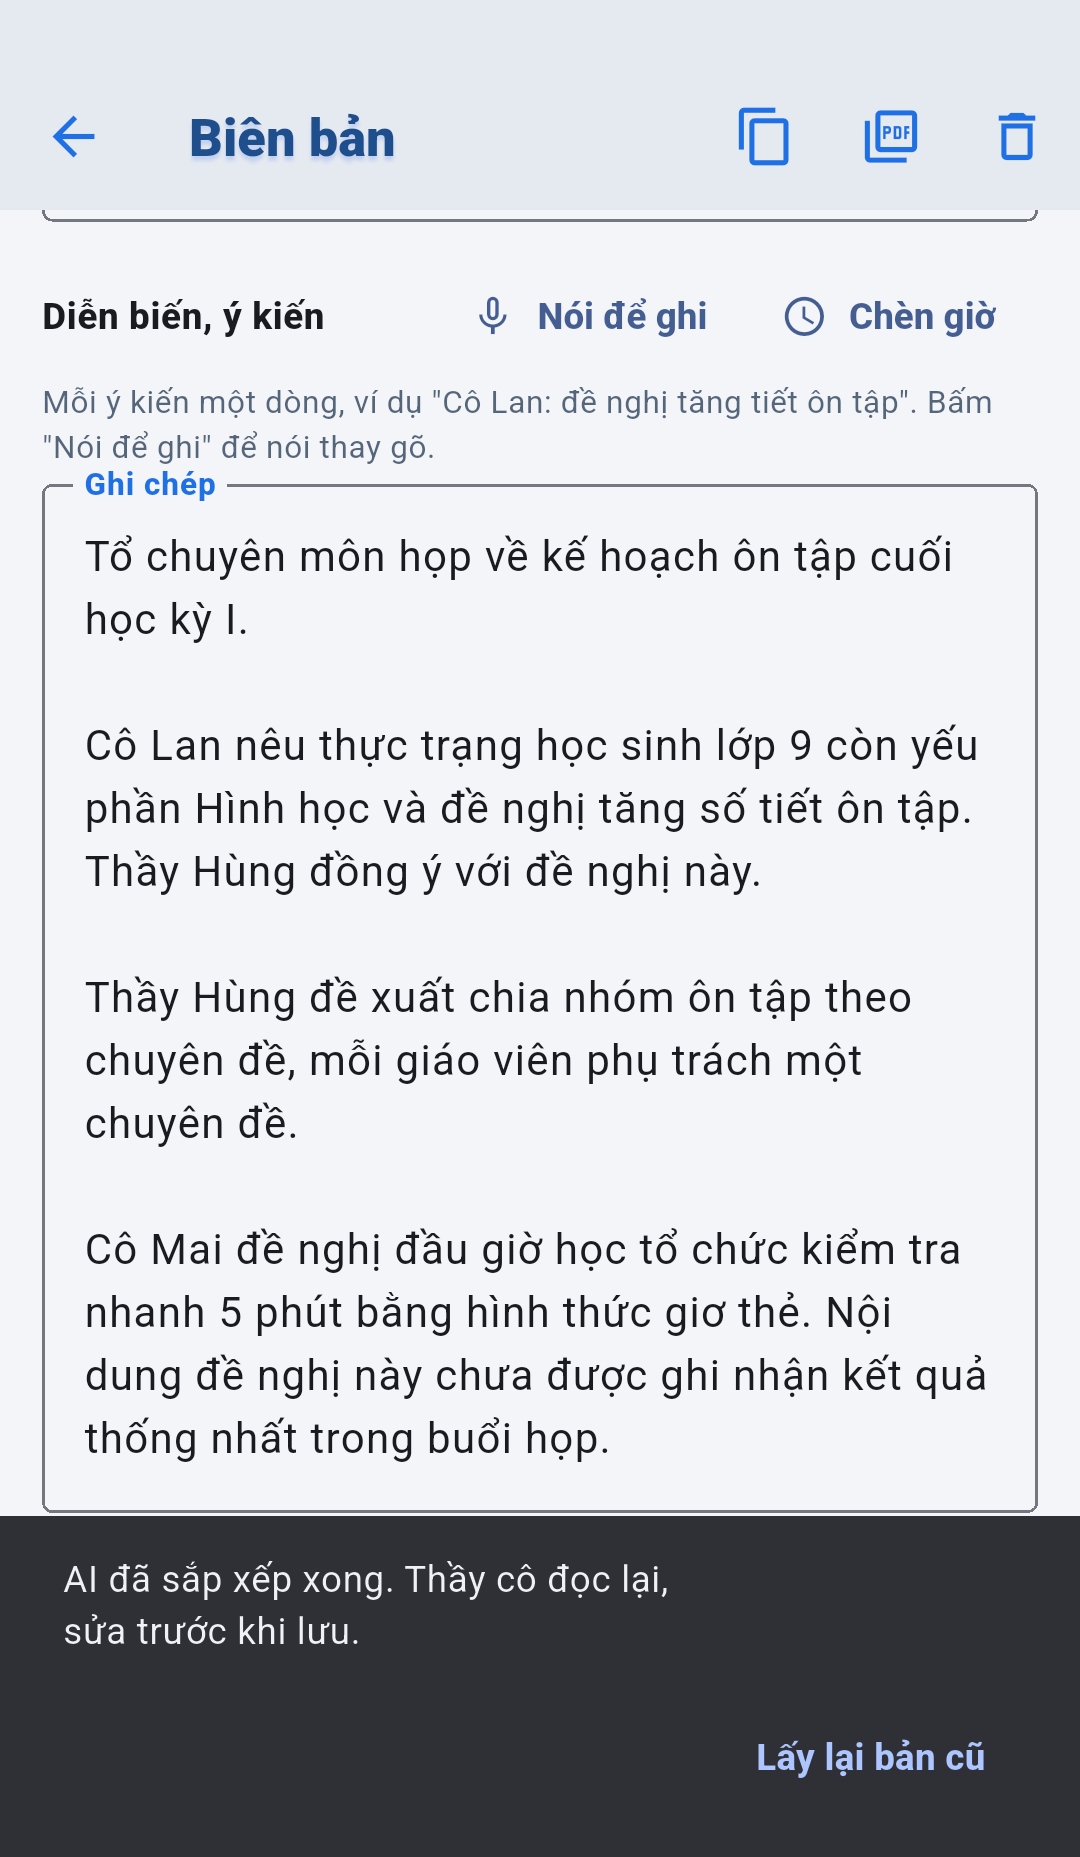 Biên bản
PDF
Diễn biến, ý kiến
Nói để ghi
Chèn giờ
Mỗi ý kiến một dòng, ví dụ "Cô Lan: đề nghị tăng tiết ôn tập". Bấm
"Nói để ghi" để nói thay gõ.
Ghi chép
Tổ chuyên môn họp về kế hoạch ôn tập cuối
học kỳ I.
Cô Lan nêu thực trạng học sinh lớp 9 còn yếu
phần Hình học và đề nghị tăng số tiết ôn tập.
Thầy Hùng đồng ý với đề nghị này.
Thầy Hùng đề xuất chia nhóm ôn tập theo
chuyên đề, mỗi giáo viên phụ trách một
chuyên đề.
Cô Mai đề nghị đầu giờ học tổ chức kiểm tra
nhanh 5 phút bằng hình thức giơ thẻ. Nội
dung đề nghị này chưa được ghi nhận kết quả
thống nhất trong buổi họp.
AI đã sắp xếp xong. Thầy cô đọc lại,
sửa trước khi lưu.
Lấy lại bản cũ